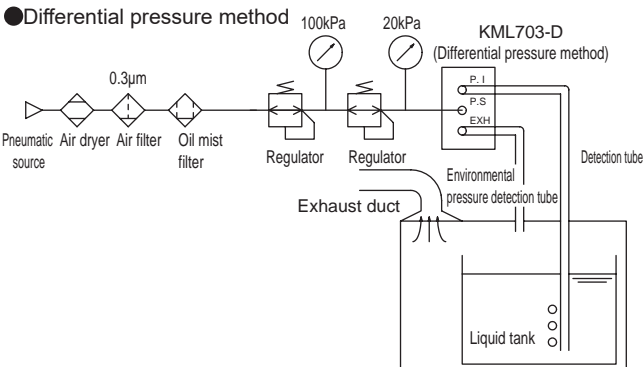 ●Differential pressure method
100kPa
20kPa
KML703-D
(Differential pressure method)
0.3μm
P. I
P.S
EXH
Pneumatic
source
Air dryer
Air filter
Oil mist
filter
Regulator
Regulator
Environmental
pressure detection tube
Detection tube
Exhaust duct
Liquid tank